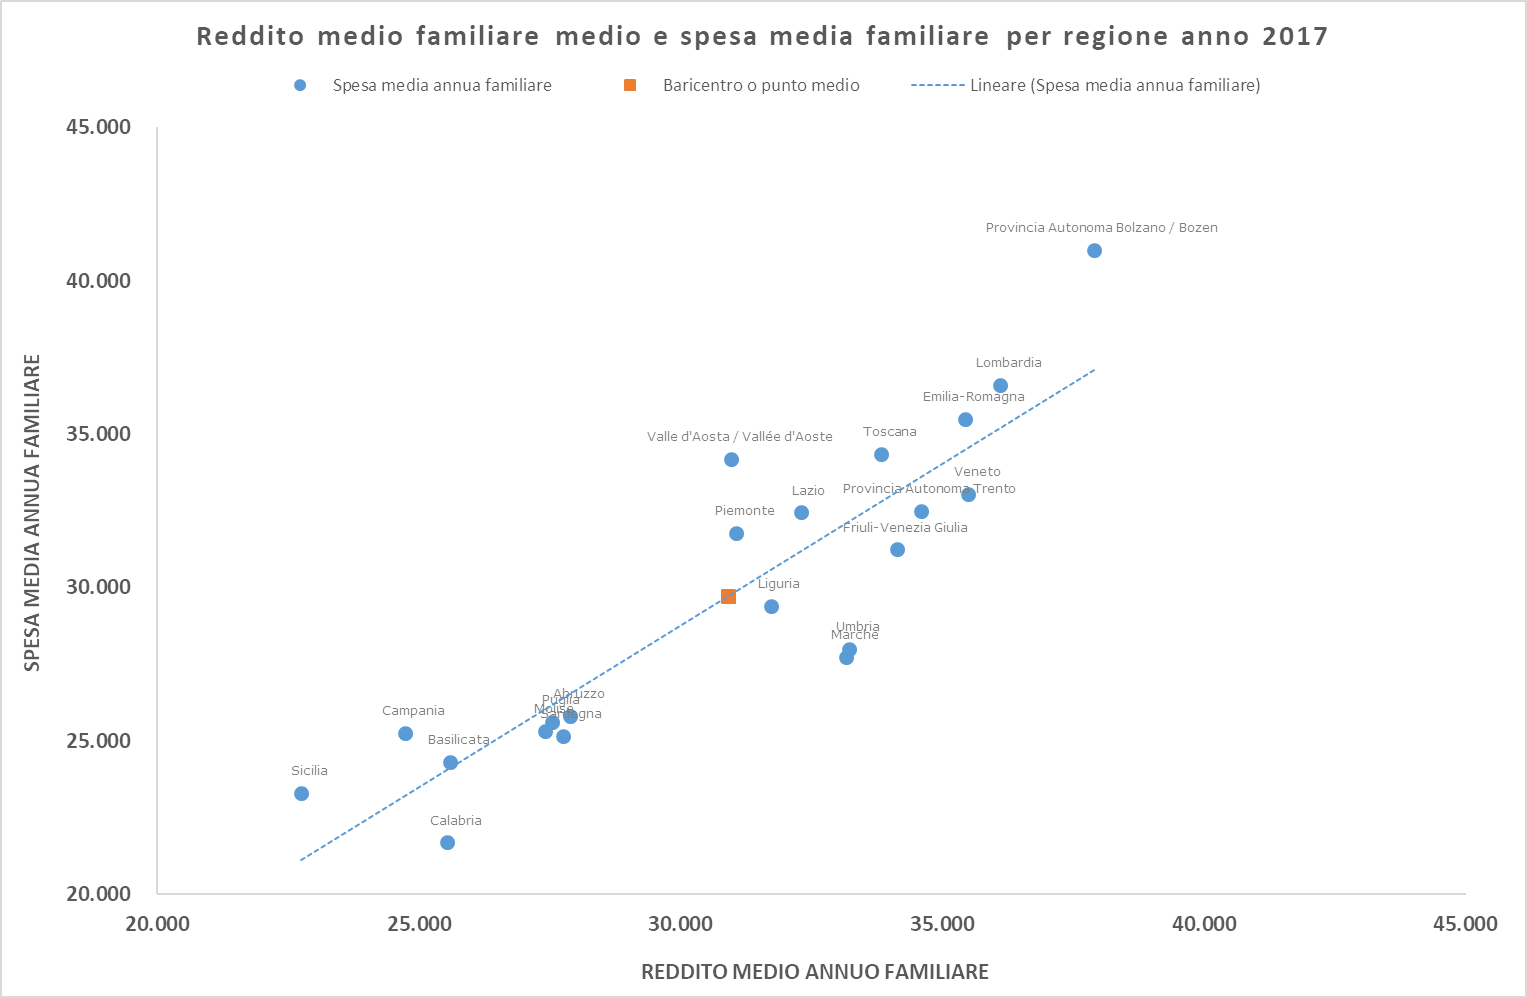 Reddito medio familiare medio e spesa media familiare per regione anno 2017
Spesa media annua familiare
Baricentro o punto medio
Lineare (Spesa media annua familiare)
45.000
40.000
35.000
30.000
25.000
20.000
SPESA MEDIA ANNUA FAMILIARE
Provincia Autonoma Bolzano / Bozen
Lombardia
Emilia-Romagna
Toscana
Valle d'Aosta / Vallée d'Aoste
Veneto
Provincia Autonoma Trento
Lazio
Piemonte
Friuli-Venezia Giulia
Liguria
Umbria
Marche
Abruzzo
Puglia
Molise
Sardegna
Campania
Basilicata
Sicilia
Calabria
20.000
25.000
30.000
35.000
40.000
45.000
REDDITO MEDIO ANNUO FAMILIARE